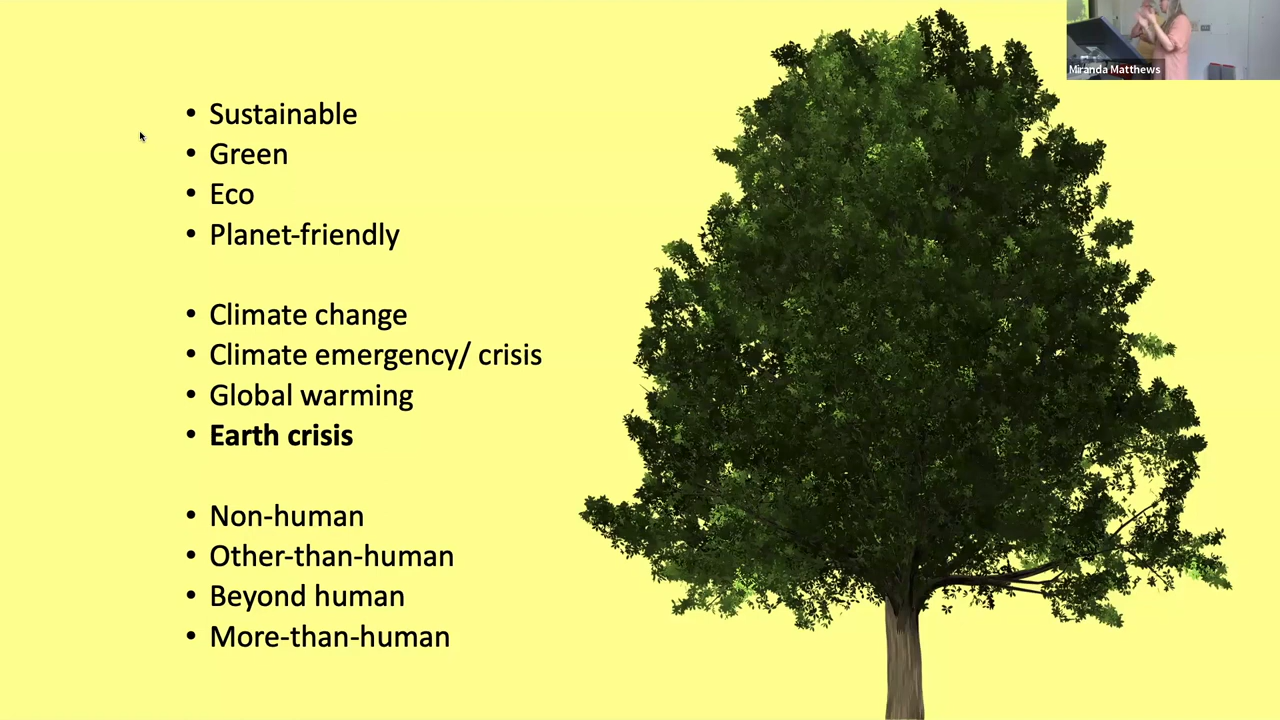 Miranda Matthews
• Sustainable
• Green
• Eco
• Planet-friendly
• Climate change
• Climate emergency/ crisis
• Global warming
• Earth crisis
• Non-human
• Other-than-human
• Beyond human
• More-than-human